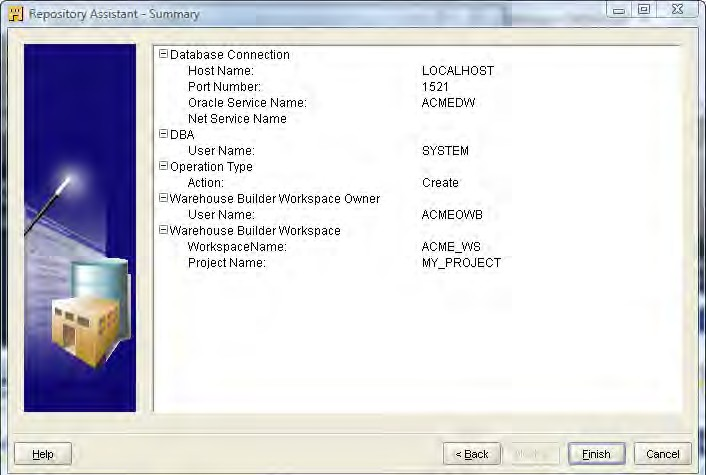 Repository Assistant - Summary
Database Connection
Host Name: LOCALHOST
Port Number: 1521
Oracle Service Name: ACMEDW
Net Service Name
DBA
User Name: SYSTEM
Operation Type
Action: Create
Warehouse Builder Workspace Owner
User Name: ACMEOWB
Warehouse Builder Workspace
WorkspaceName: ACME_WS
Project Name: MY_PROJECT
Help < Back Finish Cancel